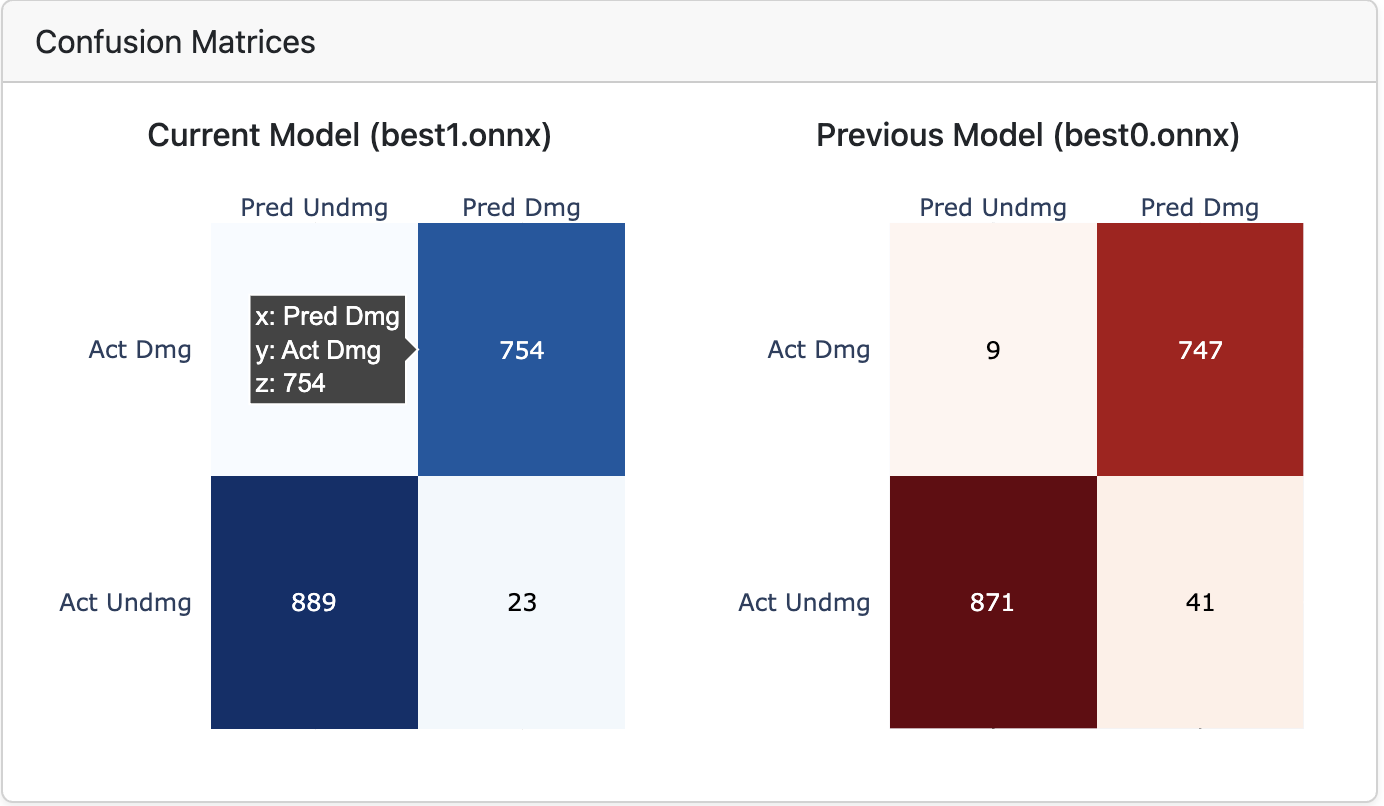 Confusion Matrices
Current Model (best1.onnx)
Previous Model (best0.onnx)
Pred Undmg Pred Dmg
Pred Undmg Pred Dmg
x: Pred Dmg
y: Act Dmg
z: 754
Act Dmg 754
Act Dmg 9 747
Act Undmg 889 23
Act Undmg 871 41